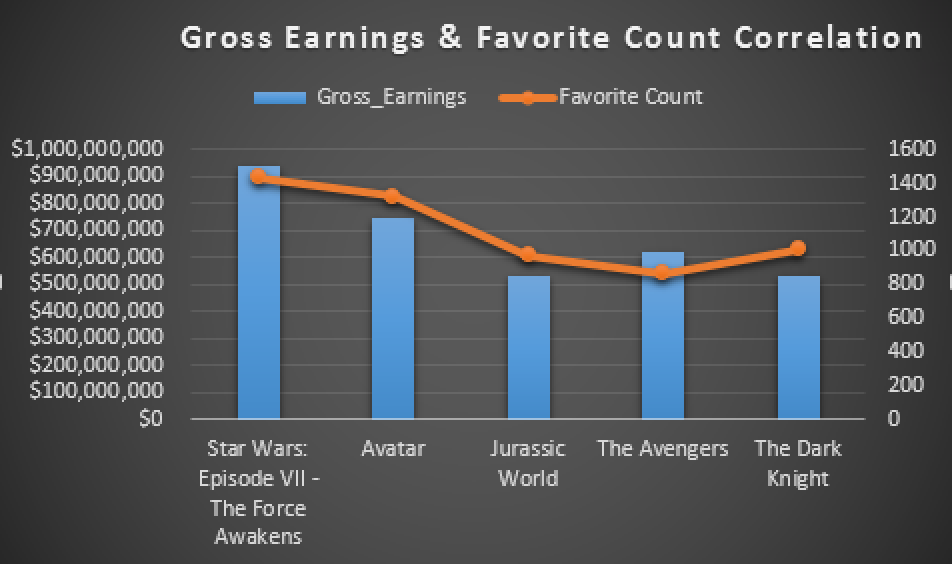 Gross Earnings & Favorite Count Correlation
Gross_Earnings Favorite Count
$1,000,000,000 1600
$900,000,000 1400
$800,000,000 1200
$700,000,000 1000
$600,000,000 800
$500,000,000 600
$400,000,000 400
$300,000,000 200
$200,000,000 0
$100,000,000
$0
Star Wars: Avatar Jurassic The Avengers The Dark
Episode VII - World Knight
The Force
Awakens